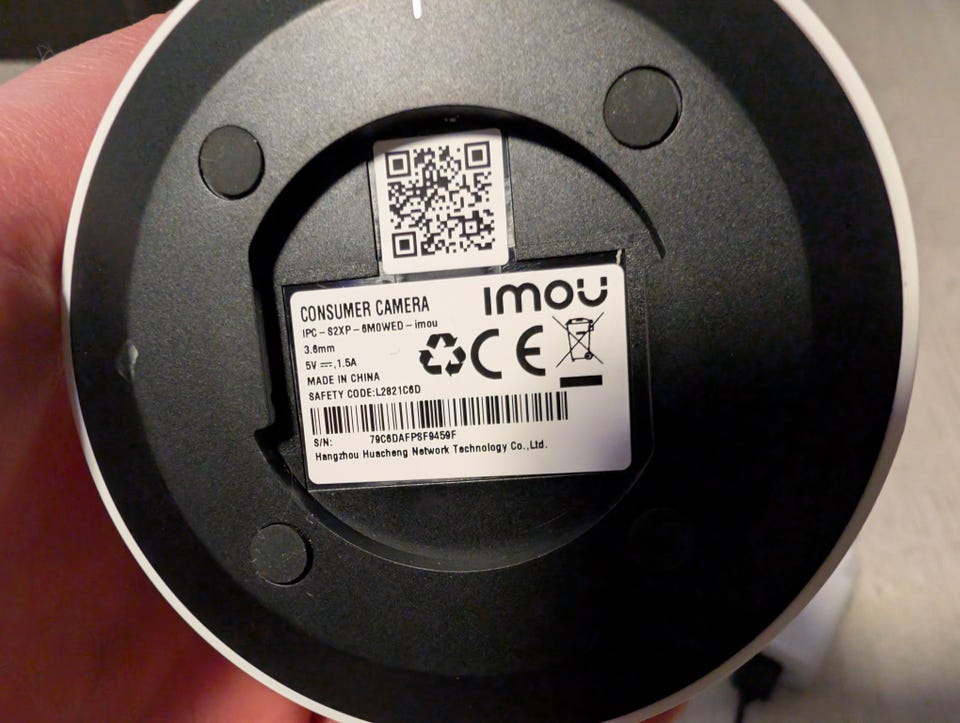 CONSUMER CAMERA
imou
IPC-S2XP-6M0WED-imou
3.6mm
5V ⎓,1.5A
MADE IN CHINA
CE
SAFETY CODE:L2821C6D
S/N: 79C6DAFPSF9459F
Hangzhou Huacheng Network Technology Co.,Ltd.